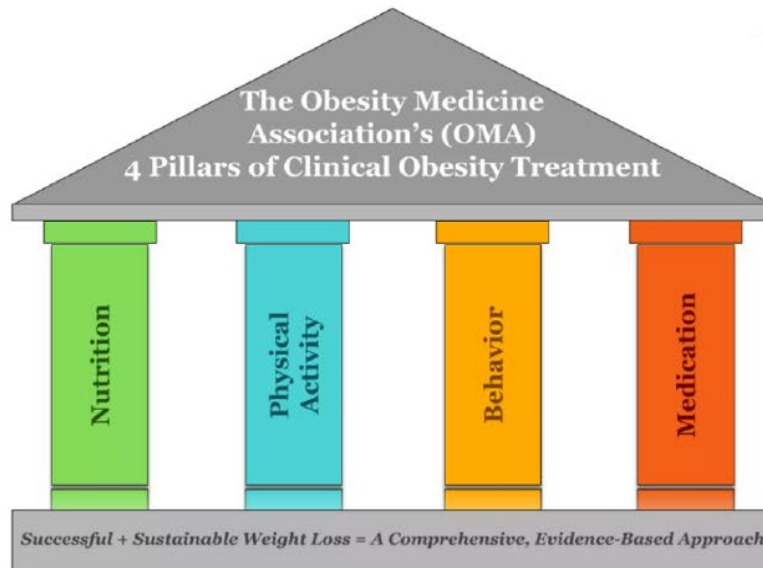 The Obesity Medicine
Association's (OMA)
4 Pillars of Clinical Obesity Treatment
Nutrition
Physical
Activity
Behavior
Medication
Successful + Sustainable Weight Loss = A Comprehensive, Evidence-Based Approach